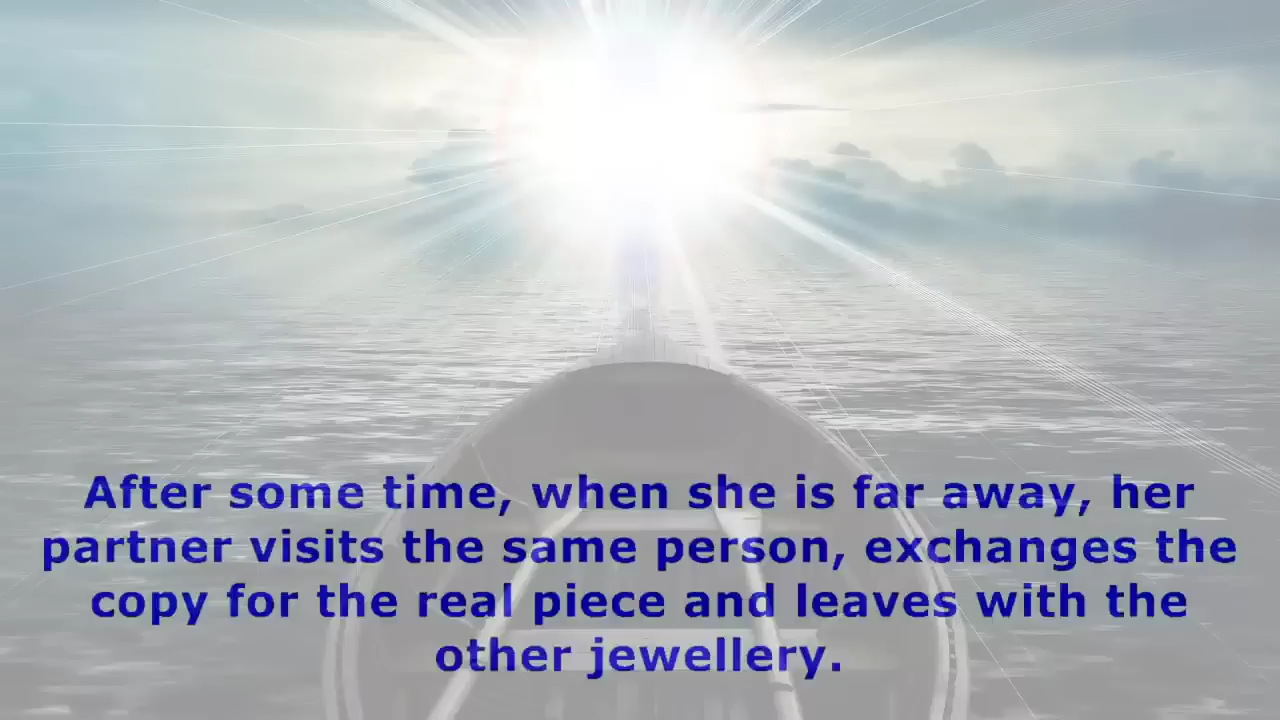 After some time, when she is far away, her
partner visits the same person, exchanges the
copy for the real piece and leaves with the
other jewellery.